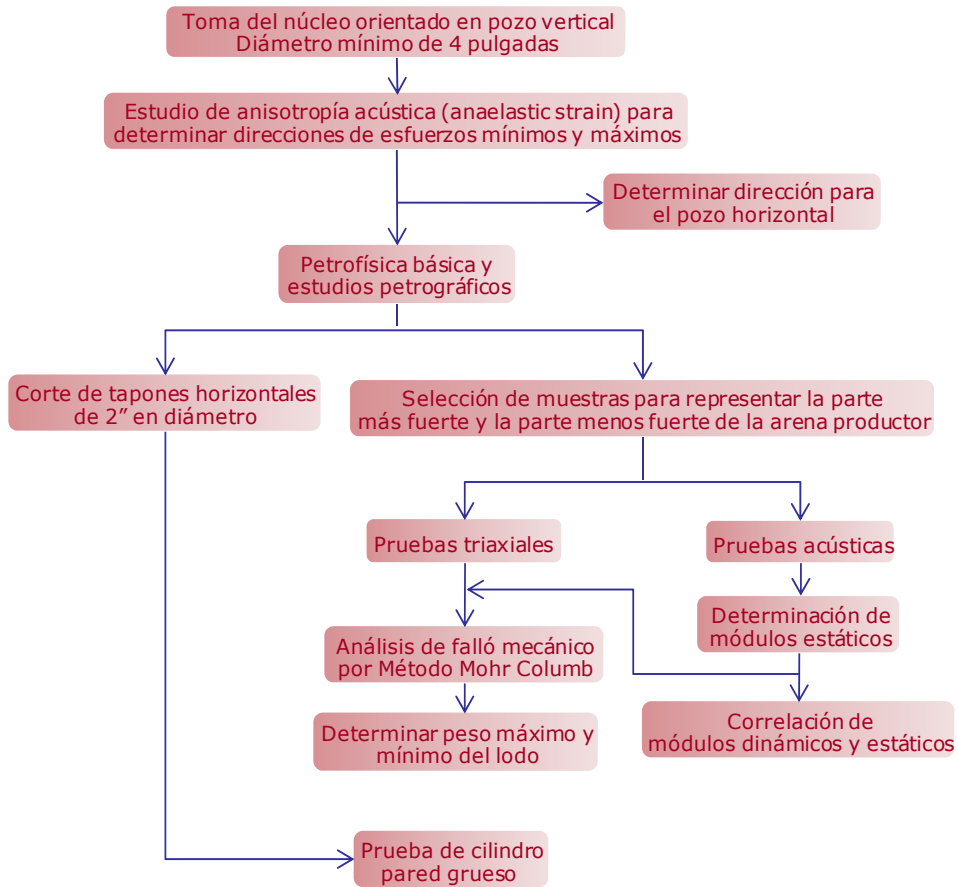 Toma del núcleo orientado en pozo vertical
Diámetro mínimo de 4 pulgadas
Estudio de anisotropía acústica (anaelastic strain) para
determinar direcciones de esfuerzos mínimos y máximos
Determinar dirección para
el pozo horizontal
Petrofísica básica y
estudios petrográficos
Corte de tapones horizontales
de 2” en diámetro
Selección de muestras para representar la parte
más fuerte y la parte menos fuerte de la arena productor
Pruebas triaxiales
Pruebas acústicas
Determinación de
módulos estáticos
Análisis de falló mecánico
por Método Mohr Columb
Determinar peso máximo y
mínimo del lodo
Correlación de
módulos dinámicos y estáticos
Prueba de cilindro
pared grueso